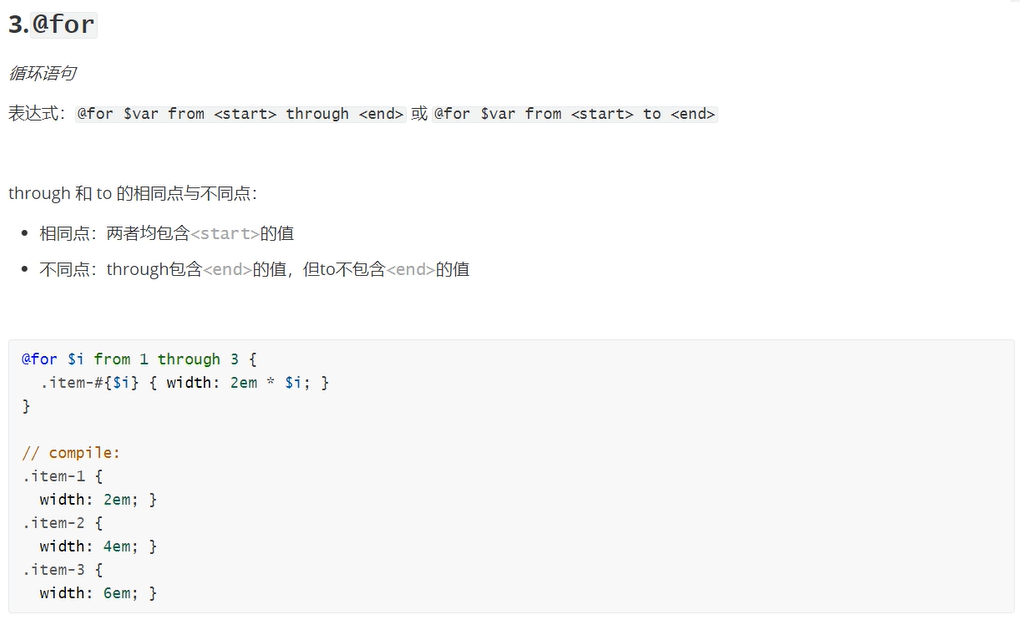 3.@for
循环语句
表达式：@for $var from <start> through <end> 或 @for $var from <start> to <end>
through 和 to 的相同点与不同点：
• 相同点：两者均包含<start>的值
• 不同点：through包含<end>的值，但to不包含<end>的值
@for $i from 1 through 3 {
  .item-#{$i} { width: 2em * $i; }
}
// compile:
.item-1 {
  width: 2em; }
.item-2 {
  width: 4em; }
.item-3 {
  width: 6em; }